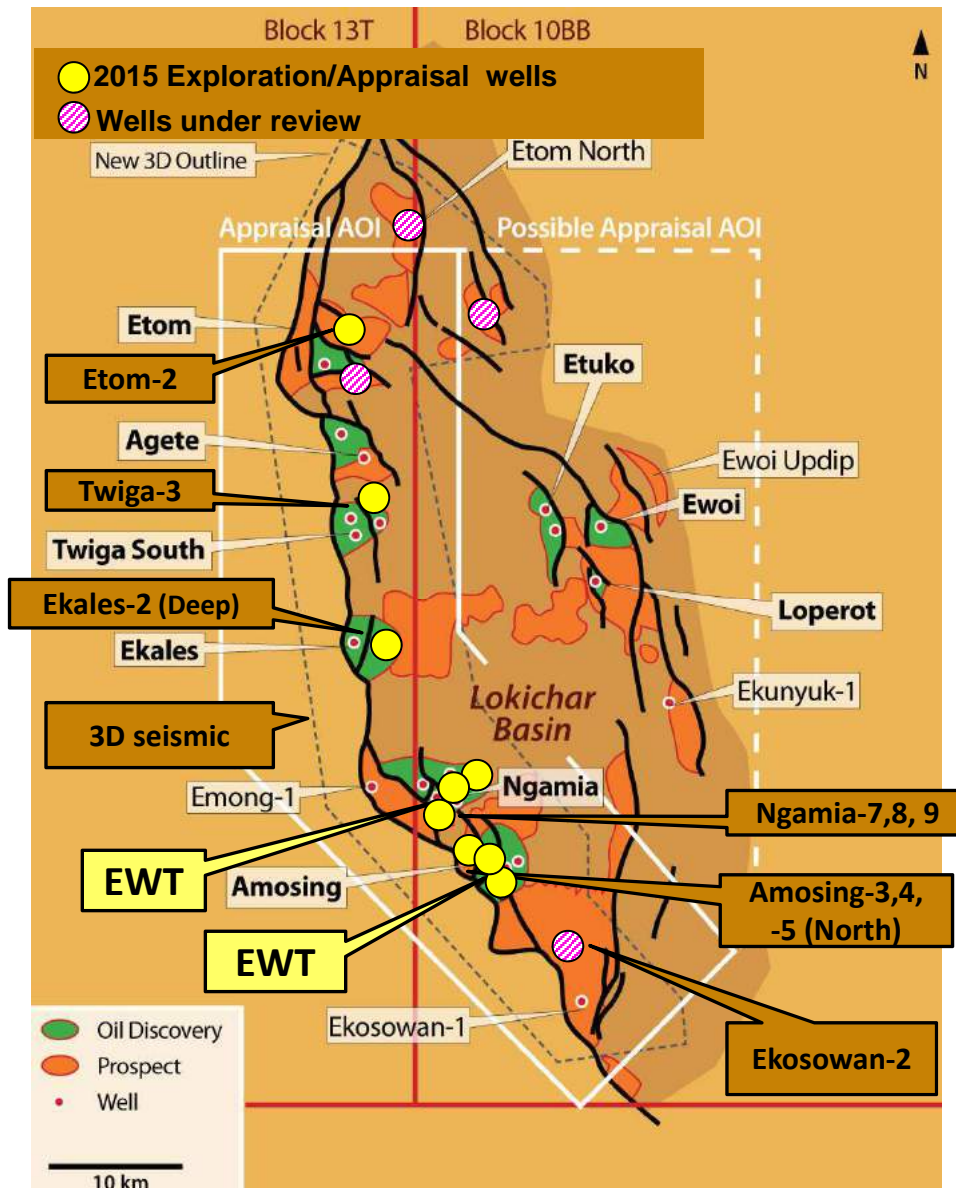 Block 13T
Block 10BB
N
2015 Exploration/Appraisal wells
Wells under review
New 3D Outline
Etom North
Appraisal AOI
Possible Appraisal AOI
Etom
Etom-2
Etuko
Agete
Ewoi Updip
Twiga-3
Ewoi
Twiga South
Ekales-2 (Deep)
Loperot
Ekales
Ekunyuk-1
Lokichar
Basin
3D seismic
Emong-1
Ngamia
Ngamia-7,8, 9
EWT
Amosing
Amosing-3,4,
-5 (North)
EWT
Ekosowan-1
Ekosowan-2
Oil Discovery
Prospect
Well
10 km